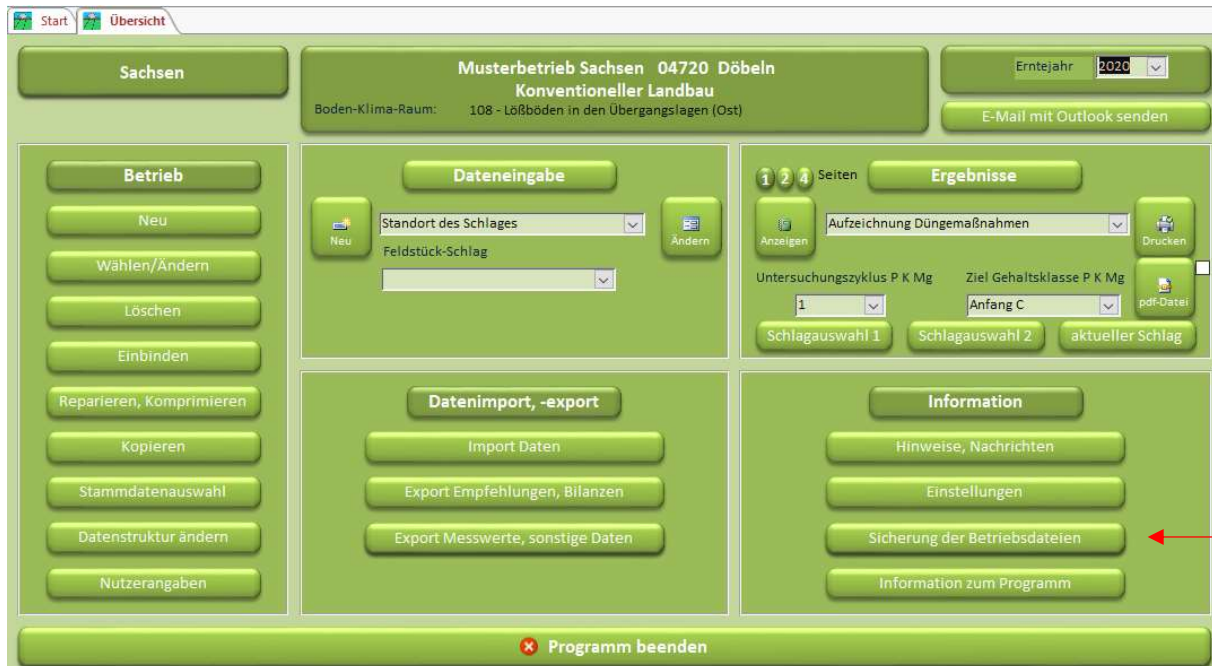 Start
Übersicht
Sachsen
Musterbetrieb Sachsen 04720 Döbeln
Konventioneller Landbau
Boden-Klima-Raum: 108 - Lößböden in den Übergangslagen (Ost)
Erntejahr 2020
E-Mail mit Outlook senden
Betrieb
Neu
Wählen/Ändern
Löschen
Einbinden
Reparieren, Komprimieren
Kopieren
Stammdatenauswahl
Datenstruktur ändern
Nutzerangaben
Dateneingabe
Neu
Standort des Schlages
Ändern
Feldstück-Schlag
1 2 4 Seiten
Ergebnisse
Anzeigen
Aufzeichnung Düngemaßnahmen
Drucken
Untersuchungszyklus P K Mg
Ziel Gehaltsklasse P K Mg
1
Anfang C
pdf-Datei
Schlagauswahl 1
Schlagauswahl 2
aktueller Schlag
Datenimport, -export
Import Daten
Export Empfehlungen, Bilanzen
Export Messwerte, sonstige Daten
Information
Hinweise, Nachrichten
Einstellungen
Sicherung der Betriebsdateien
Information zum Programm
Programm beenden